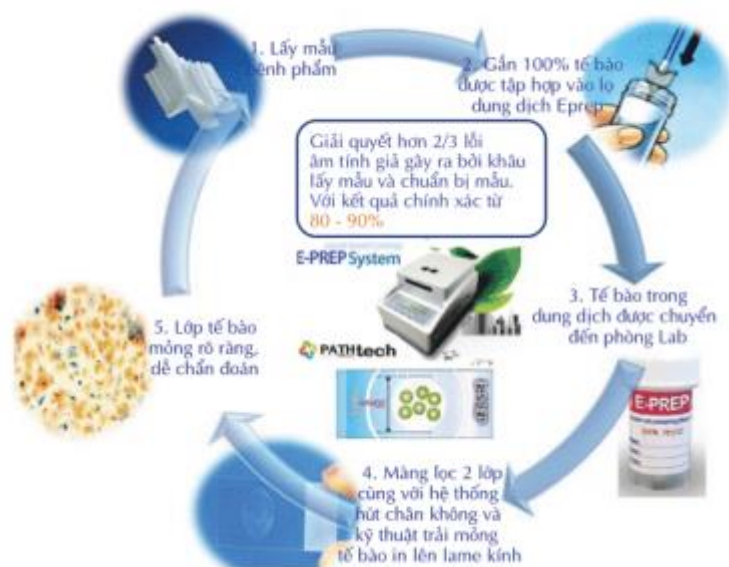 1. Lấy mẫu
bệnh phẩm
2. Gắn 100% tế bào
được tập hợp vào lọ
dung dịch Eprep
Giải quyết hơn 2/3 lỗi
âm tính giả gây ra bởi khâu
lấy mẫu và chuẩn bị mẫu.
Với kết quả chính xác từ
80 - 90%
E-PREP System
PATHtech
3. Tế bào trong
dung dịch được chuyển
đến phòng Lab
E-PREP
4. Màng lọc 2 lớp
cùng với hệ thống
hút chân không và
kỹ thuật trải mỏng
tế bào in lên lame kính
5. Lớp tế bào
mỏng rõ ràng,
dễ chẩn đoán